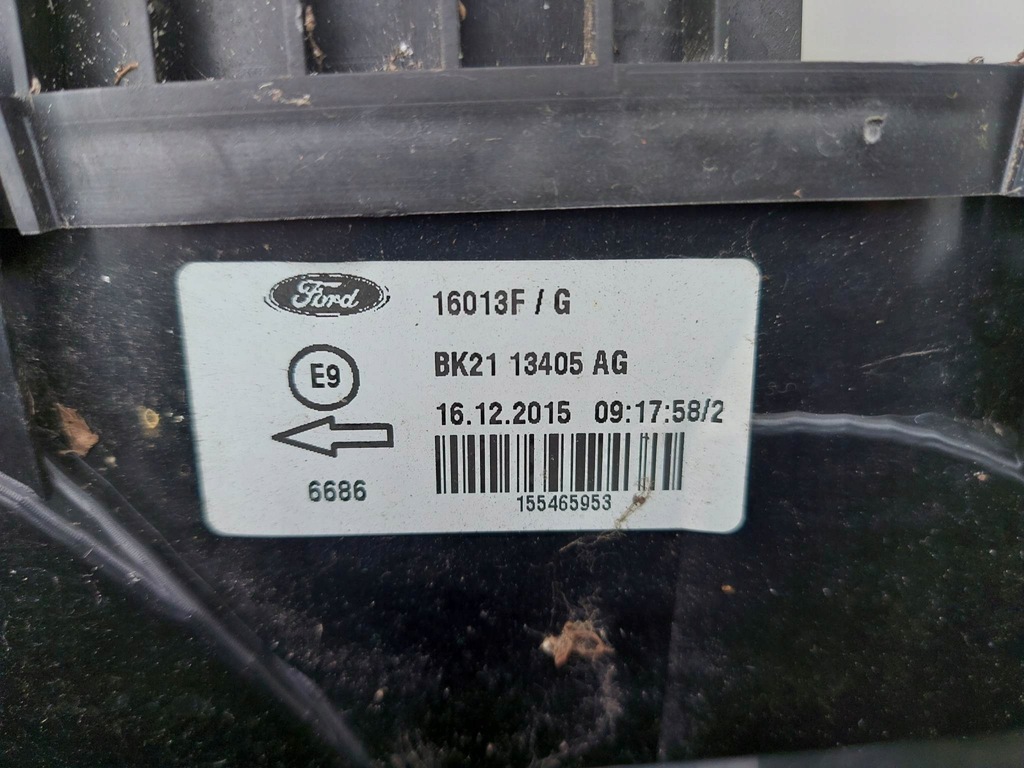 Ford
16013F / G
E9
BK21 13405 AG
16.12.2015 09:17:58/2
6686
155465953